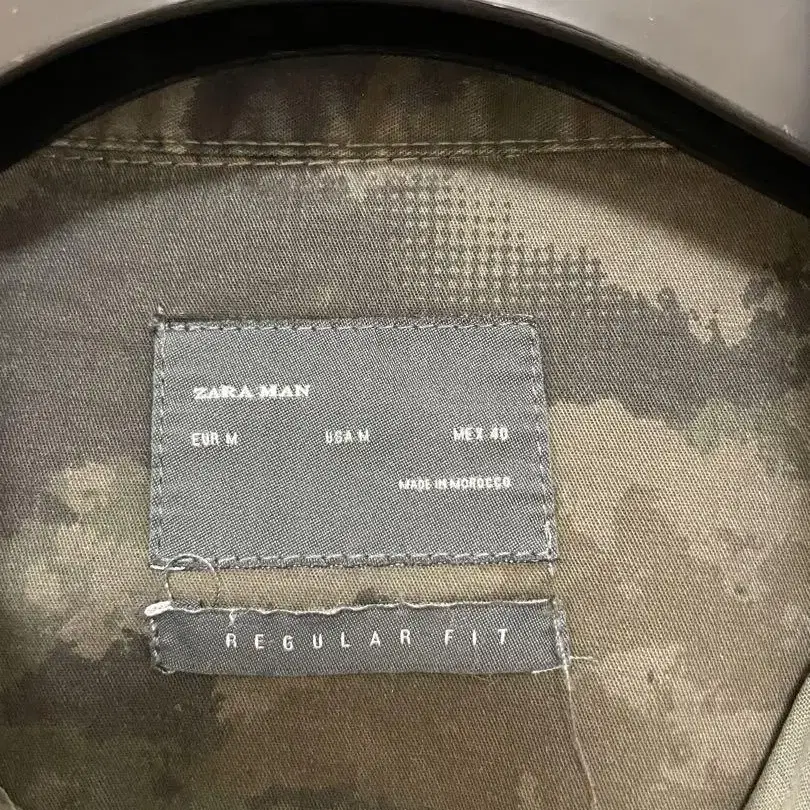 ZARA MAN
EUR M USA M MEX 40
MADE IN MOROCCO
REGULAR FIT